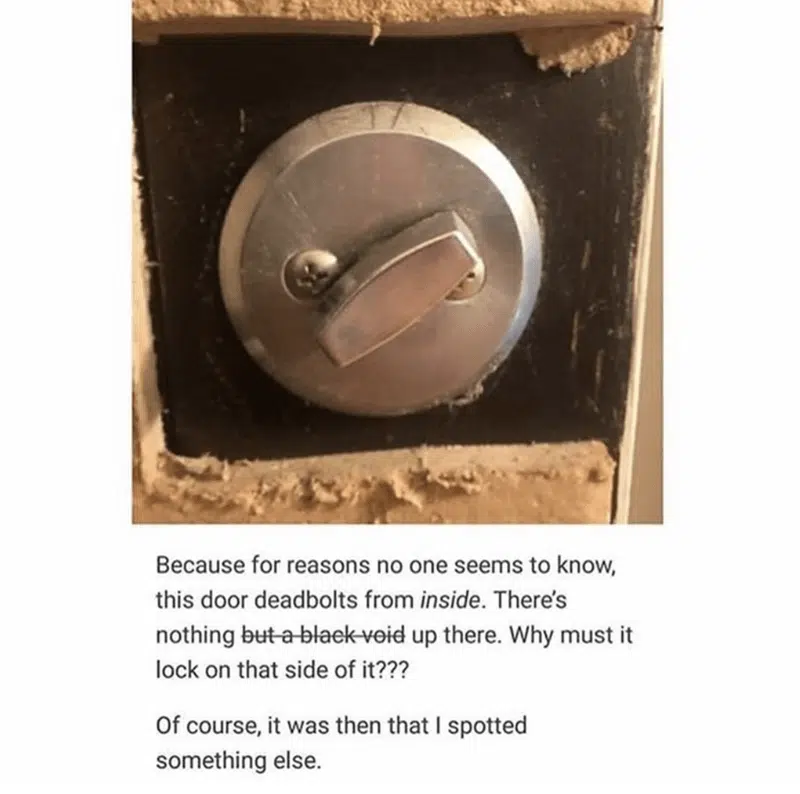 Because for reasons no one seems to know,
this door deadbolts from inside. There's
nothing but a black void up there. Why must it
lock on that side of it???
Of course, it was then that I spotted
something else.